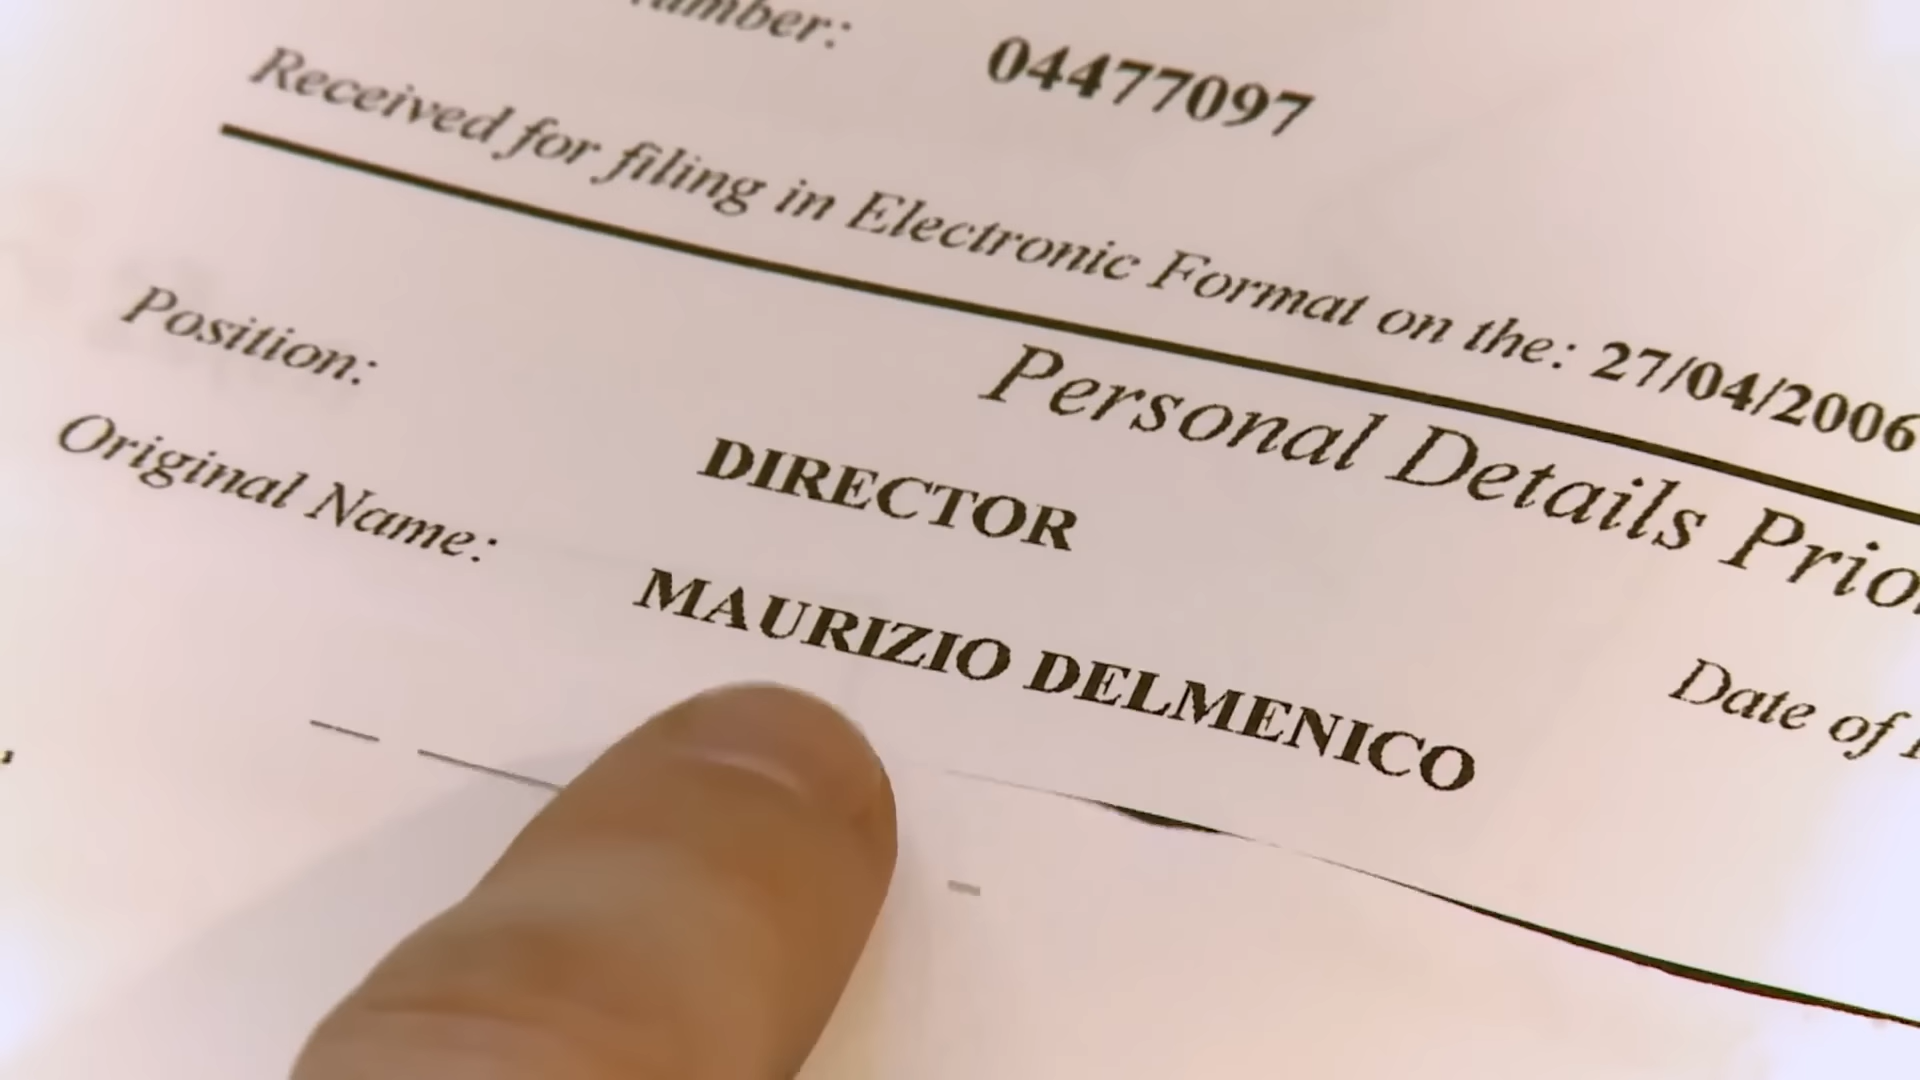 Number: 04477097
Received for filing in Electronic Format on the: 27/04/2006
Personal Details Prio
Position: DIRECTOR
Original Name: MAURIZIO DELMENICO
Date of